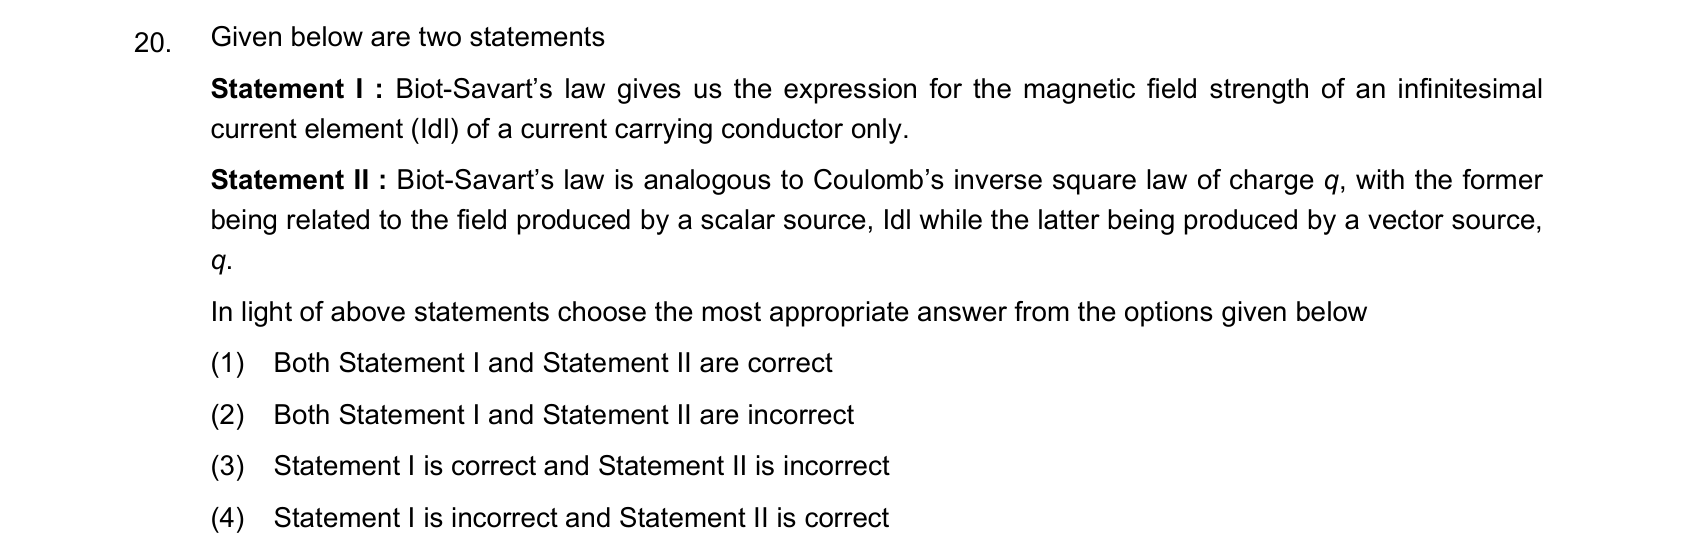 20. Given below are two statements
Statement I : Biot-Savart’s law gives us the expression for the magnetic field strength of an infinitesimal
current element (Idl) of a current carrying conductor only.
Statement II : Biot-Savart’s law is analogous to Coulomb’s inverse square law of charge q, with the former
being related to the field produced by a scalar source, Idl while the latter being produced by a vector source,
q.
In light of above statements choose the most appropriate answer from the options given below
(1) Both Statement I and Statement II are correct
(2) Both Statement I and Statement II are incorrect
(3) Statement I is correct and Statement II is incorrect
(4) Statement I is incorrect and Statement II is correct